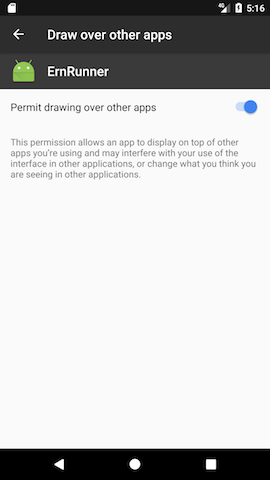 4G 5:16
Draw over other apps
ErnRunner
Permit drawing over other apps
This permission allows an app to display on top of other
apps you're using and may interfere with your use of the
interface in other applications, or change what you think you
are seeing in other applications.